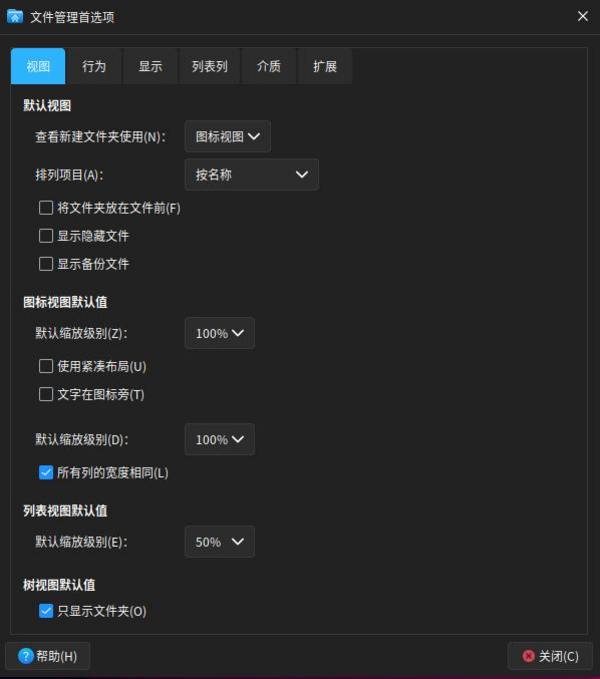 文件管理首选项
视图 行为 显示 列表列 介质 扩展
默认视图
查看新建文件夹使用(N)： 图标视图
排列项目(A)： 按名称
将文件夹放在文件前(F)
显示隐藏文件
显示备份文件
图标视图默认值
默认缩放级别(Z)： 100%
使用紧凑布局(U)
文字在图标旁(T)
默认缩放级别(D)： 100%
所有列的宽度相同(L)
列表视图默认值
默认缩放级别(E)： 50%
树视图默认值
只显示文件夹(O)
帮助(H) 关闭(C)